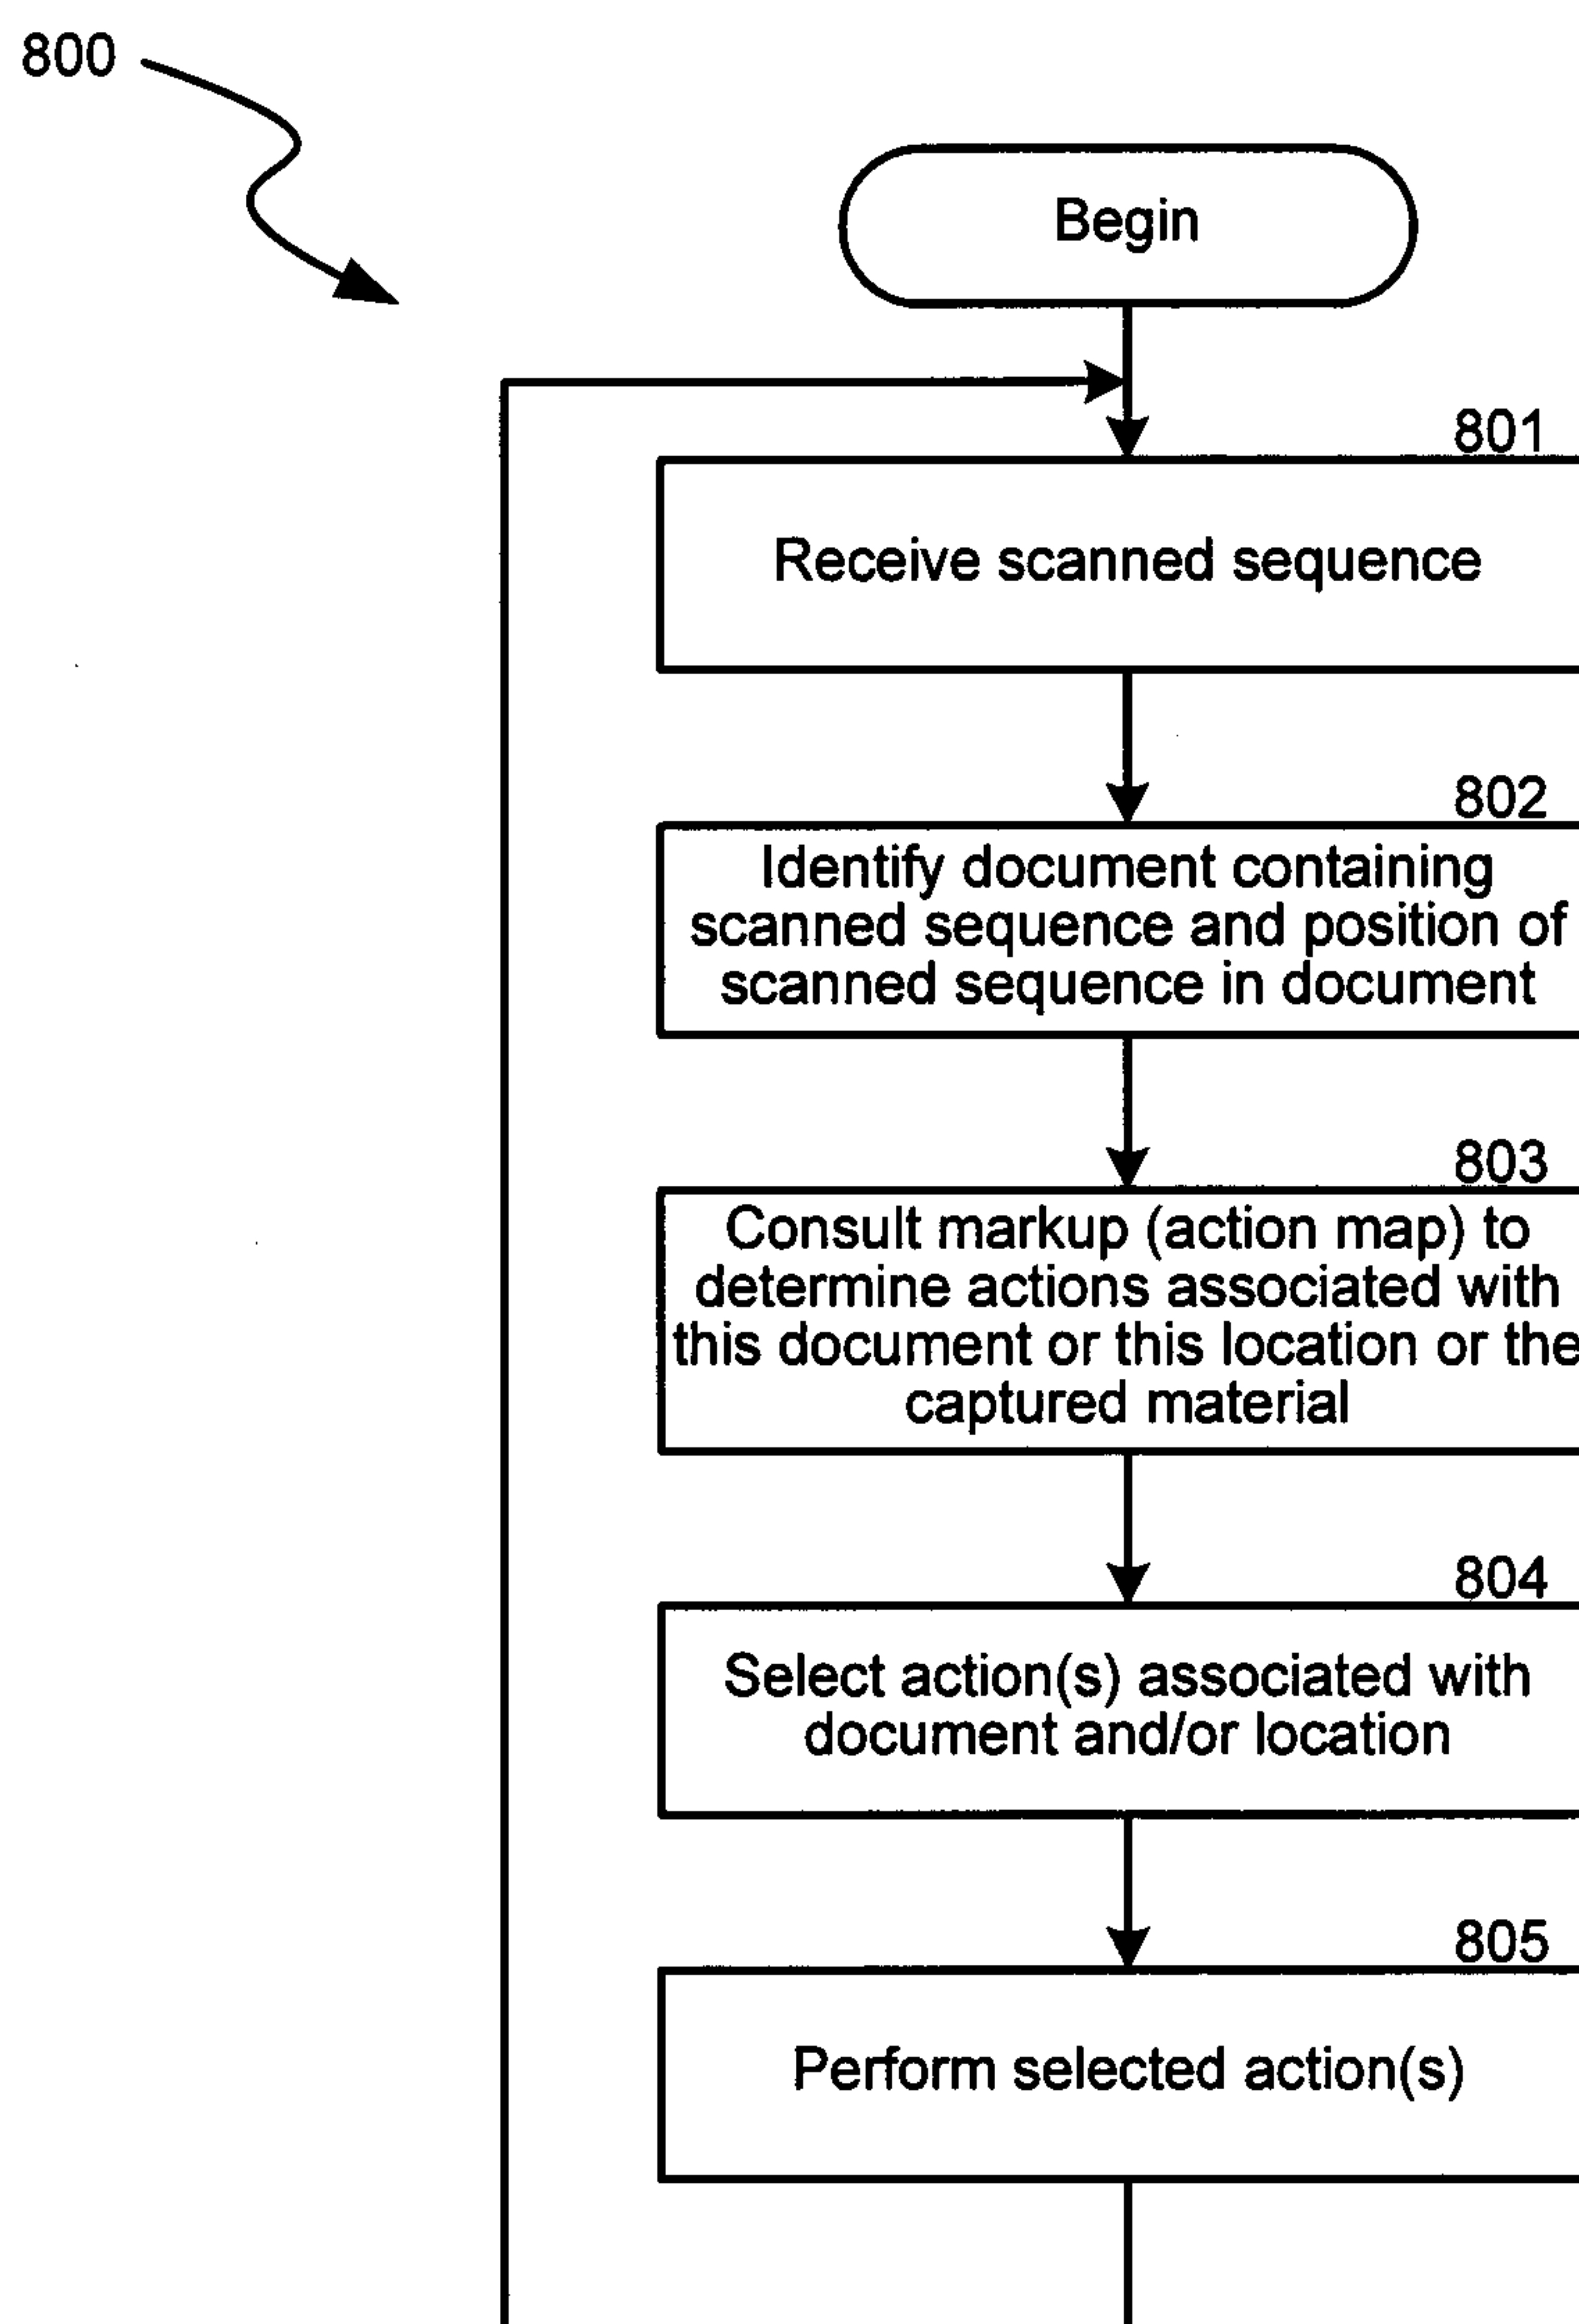 800
Begin
801
Receive scanned sequence
802
Identify document containing
scanned sequence and position of
scanned sequence in document
803
Consult markup (action map) to
determine actions associated with
this document or this location or the
captured material
804
Select action(s) associated with
document and/or location
805
Perform selected action(s)